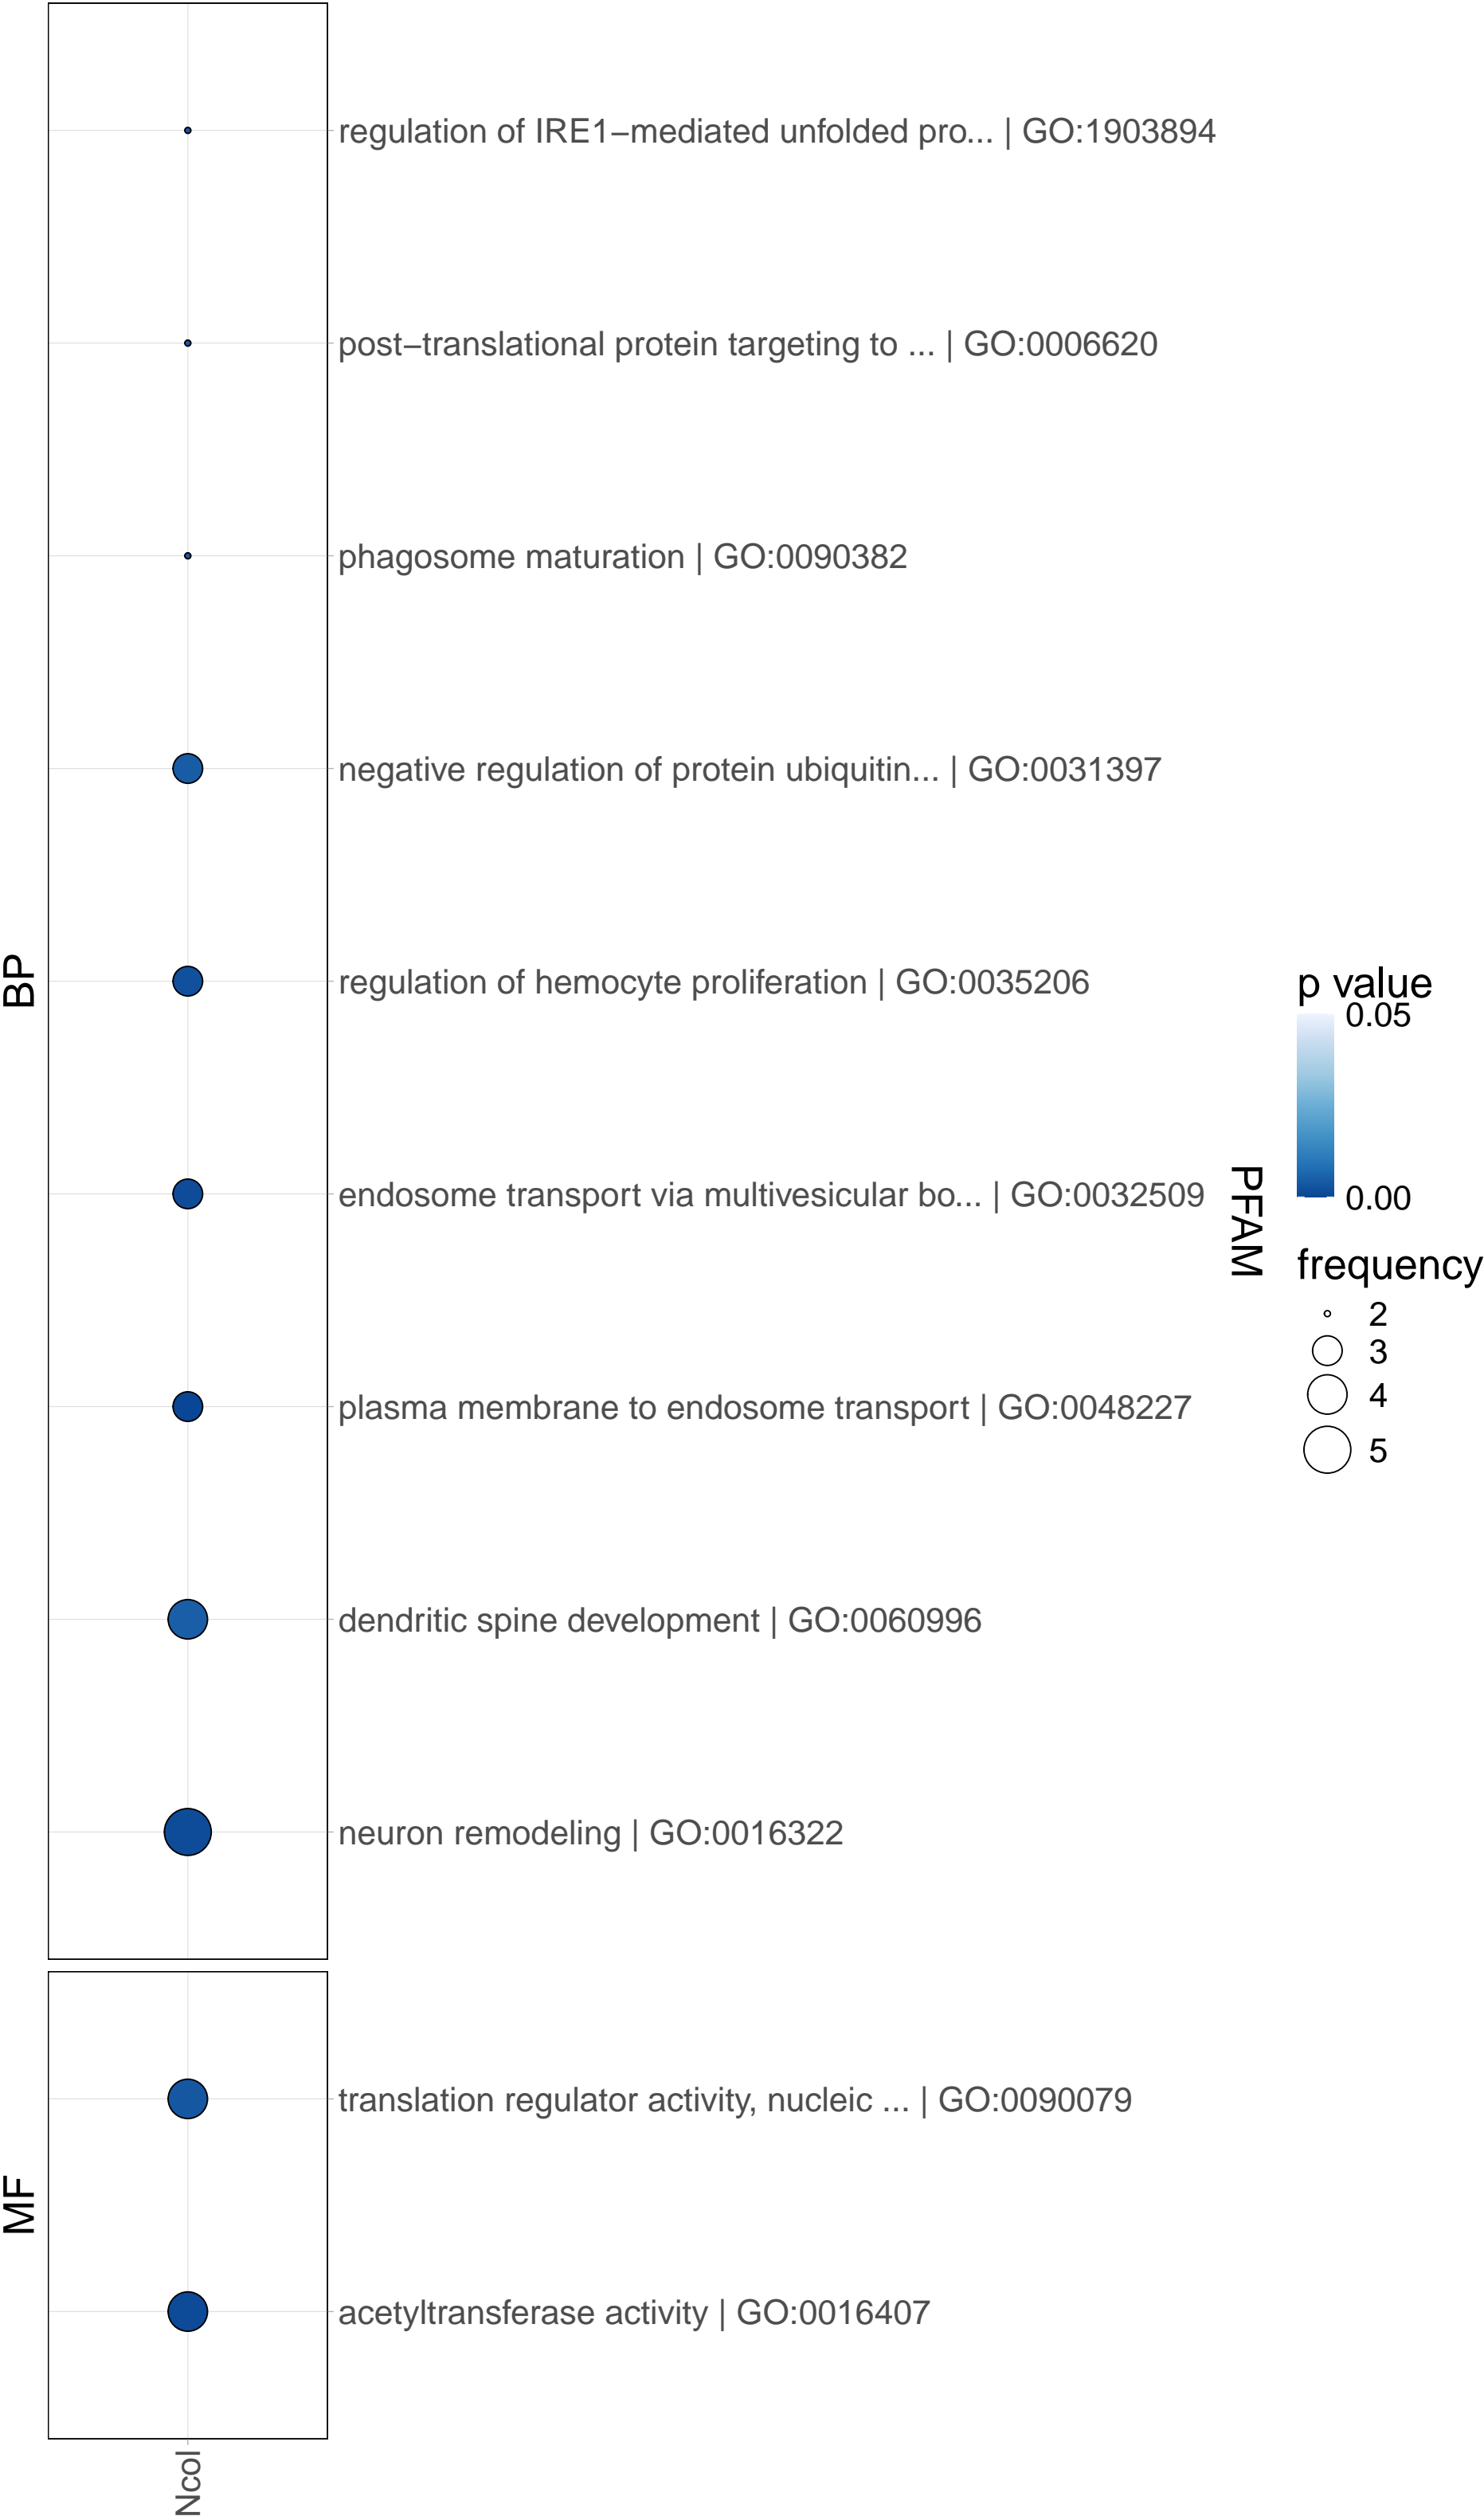 BP
regulation of IRE1−mediated unfolded pro... | GO:1903894
post−translational protein targeting to ... | GO:0006620
phagosome maturation | GO:0090382
negative regulation of protein ubiquitin... | GO:0031397
regulation of hemocyte proliferation | GO:0035206
endosome transport via multivesicular bo... | GO:0032509
plasma membrane to endosome transport | GO:0048227
dendritic spine development | GO:0060996
neuron remodeling | GO:0016322
MF
translation regulator activity, nucleic ... | GO:0090079
acetyltransferase activity | GO:0016407
Ncol
PFAM
p value
0.05
0.00
frequency
2
3
4
5